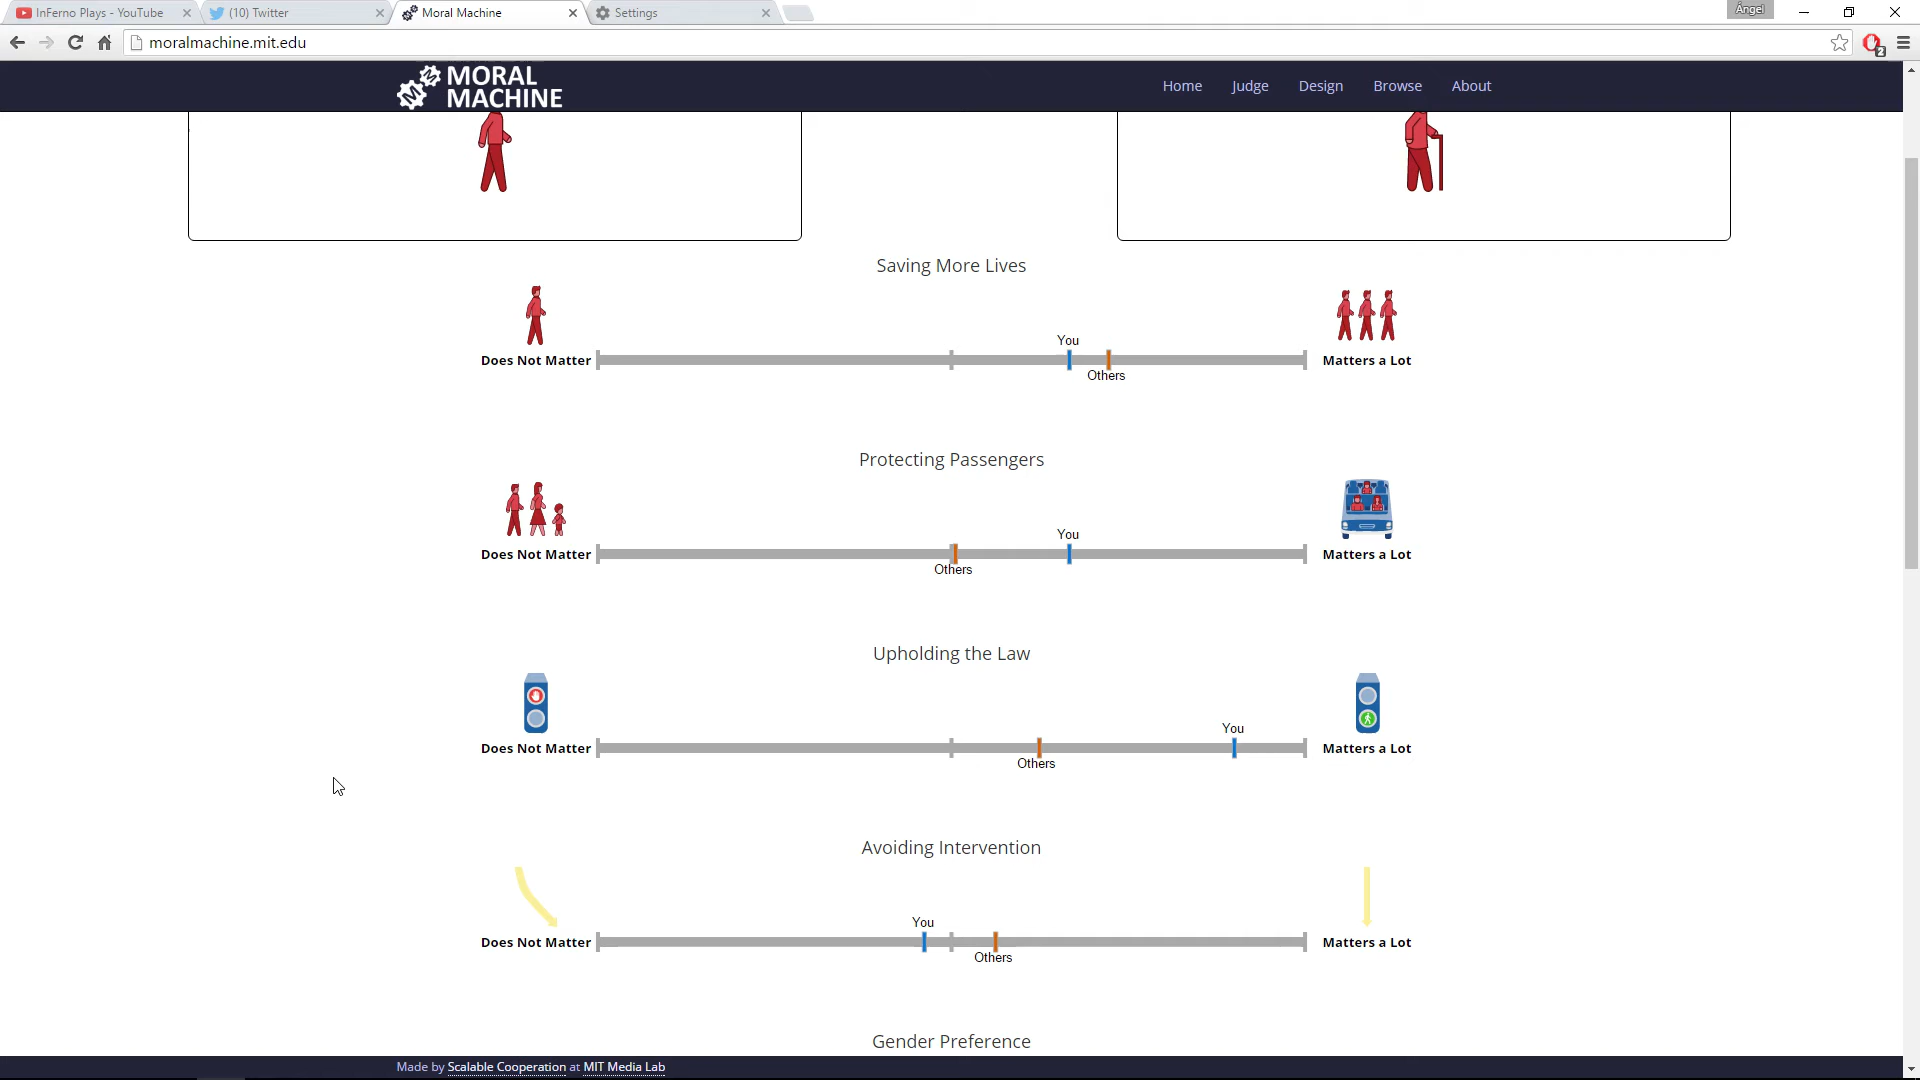 InFerno Plays - YouTube
(10) Twitter
Moral Machine
Settings
Ángel
moralmachine.mit.edu
2
MORAL
MACHINE
Home
Judge
Design
Browse
About
Saving More Lives
You
Does Not Matter
Matters a Lot
Others
Protecting Passengers
You
Does Not Matter
Matters a Lot
Others
Upholding the Law
You
Does Not Matter
Matters a Lot
Others
Avoiding Intervention
You
Does Not Matter
Matters a Lot
Others
Gender Preference
Made by Scalable Cooperation at MIT Media Lab